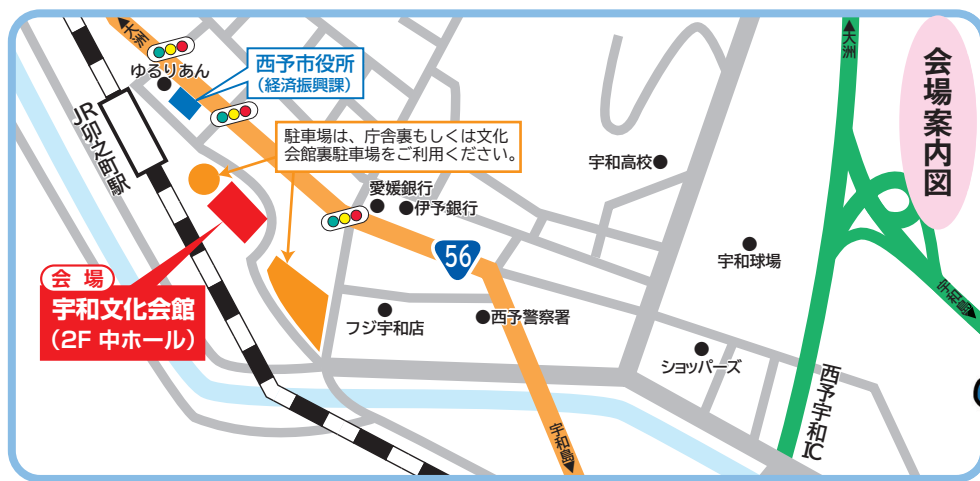 会場案内図
大洲
ゆるりあん
西予市役所
(経済振興課)
大洲
駐車場は、庁舎裏もしくは文化
会館裏駐車場をご利用ください。
JR卯之町駅
宇和高校
愛媛銀行
伊予銀行
56
宇和球場
会場
宇和文化会館
(2F 中ホール)
フジ宇和店
西予警察署
ショッパーズ
宇和島
西予宇和IC
宇和島